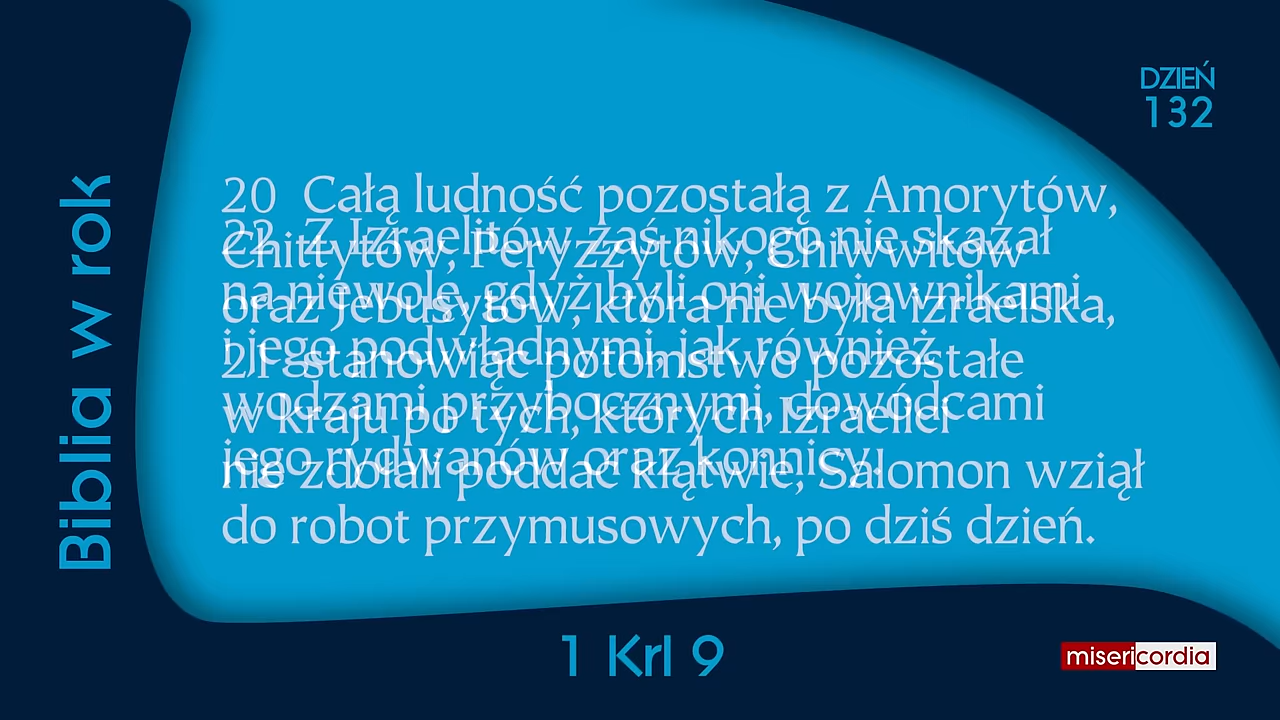 DZIEŃ
132
Biblia w rok
20 Całą ludność pozostałą z Amorytów,
Chittytów, Peryzzytów, Chiwwitów
oraz Jebusytów, która nie była izraelska,
21 stanowiąc potomstwo pozostałe
w kraju po tych, których Izraelici
nie zdołali poddać klątwie, Salomon wziął
do robot przymusowych, po dziś dzień.
22 Z Izraelitów zaś nikogo nie skazał
na niewolę, gdyż byli oni wojownikami
i jego podwładnymi, jak również
wodzami przybocznymi, dowódcami
jego rydwanów oraz konnicy.
1 Krl 9
misericordia